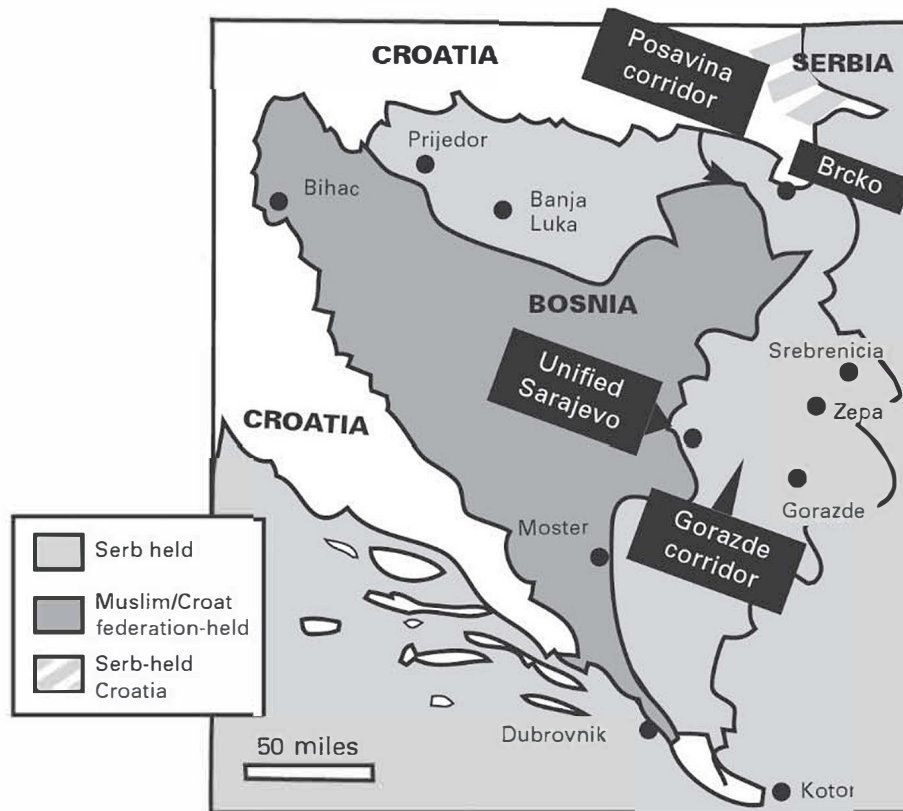 CROATIA
Posavina
corridor
SERBIA
Prijedor
Brcko
Bihac
Banja
Luka
BOSNIA
Srebrenicia
Unified
Sarajevo
Zepa
CROATIA
Gorazde
Moster
Gorazde
corridor
Serb held
Muslim/Croat
federation-held
Serb-held
Croatia
Dubrovnik
50 miles
Kotor